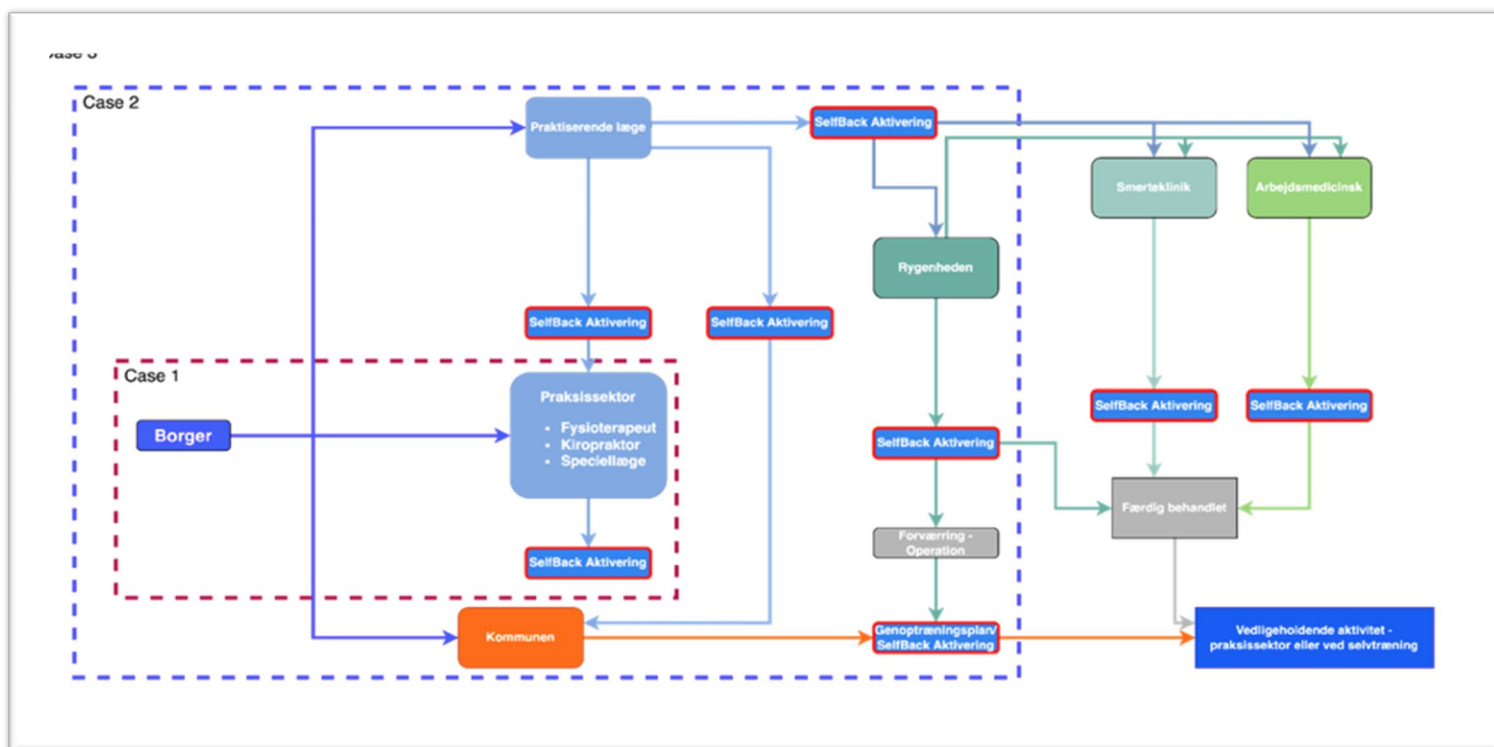 Case 2
Praktiserende læge
SelfBack Aktivering
Smerteklinik
Arbejdsmedicinsk
Rygenheden
SelfBack Aktivering
SelfBack Aktivering
Case 1
Praksissektor
• Fysioterapeut
• Kiropraktor
• Speciellæge
Borger
SelfBack Aktivering
SelfBack Aktivering
SelfBack Aktivering
Færdig behandlet
Forværring -
Operation
SelfBack Aktivering
Kommunen
Genoptræningsplan/
SelfBack Aktivering
Vedligeholdende aktivitet -
praksissektor eller ved selvtræning